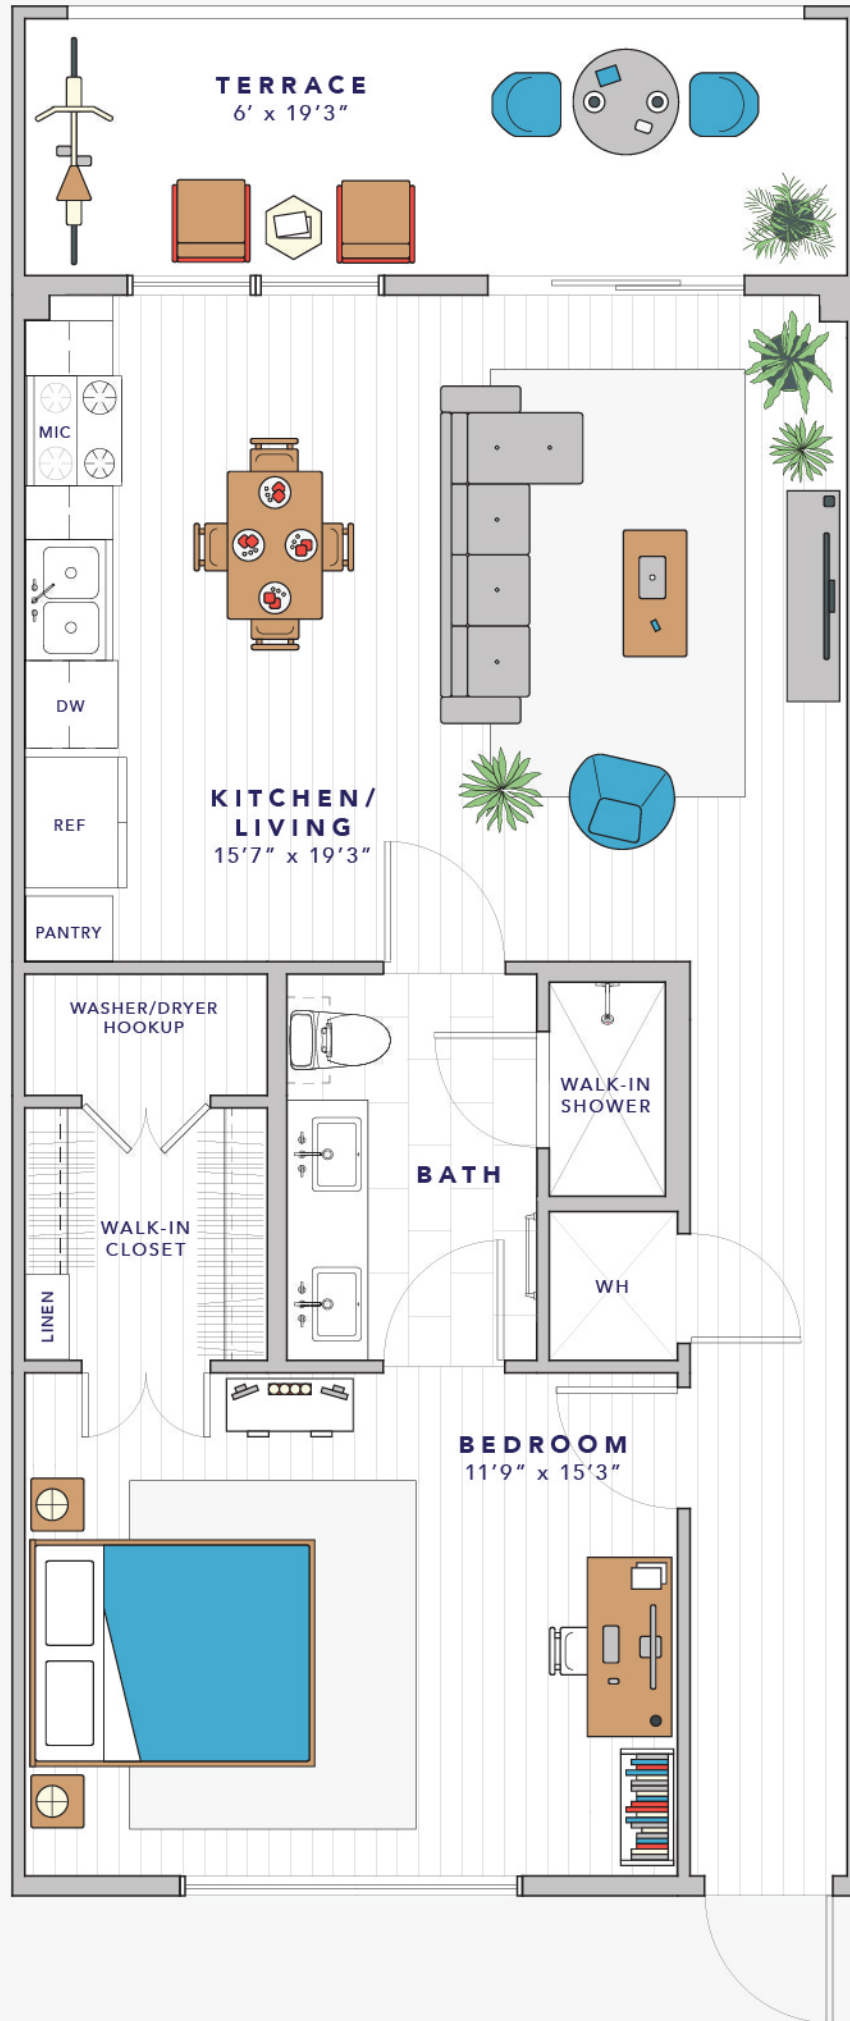 TERRACE
6' x 19'3"
MIC
DW
REF
PANTRY
KITCHEN/
LIVING
15'7" x 19'3"
WASHER/DRYER
HOOKUP
WALK-IN
SHOWER
BATH
WALK-IN
CLOSET
LINEN
WH
BEDROOM
11'9" x 15'3"